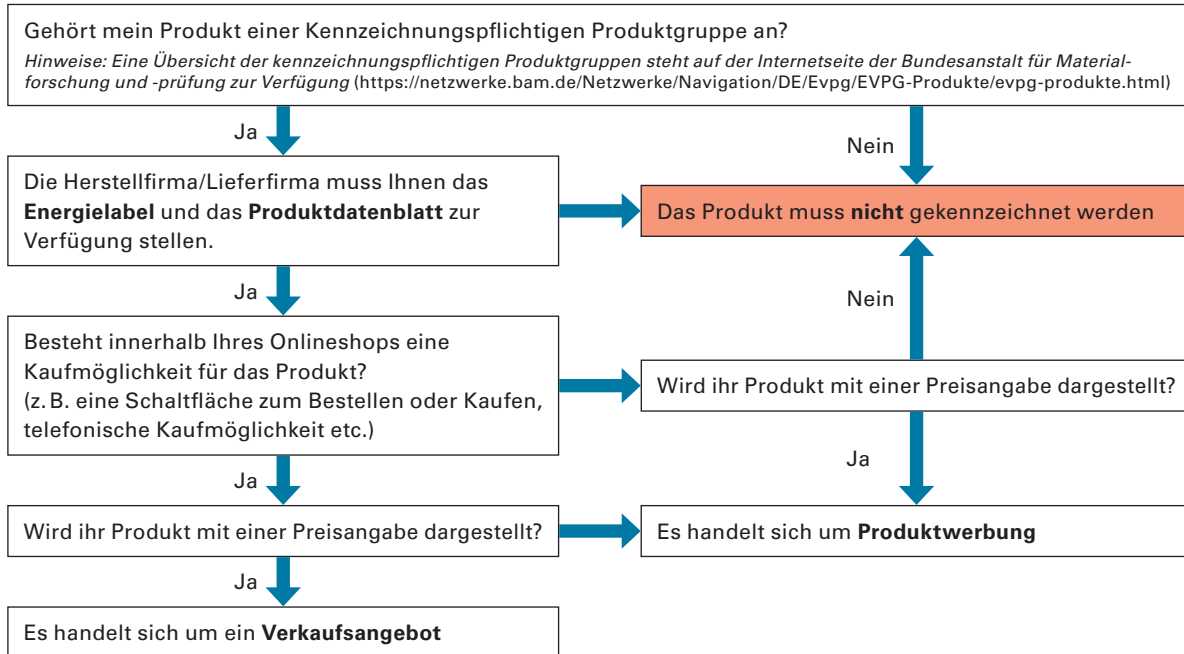 Gehört mein Produkt einer Kennzeichnungspflichtigen Produktgruppe an?
Hinweise: Eine Übersicht der kennzeichnungspflichtigen Produktgruppen steht auf der Internetseite der Bundesanstalt für Material-
forschung und -prüfung zur Verfügung (https://netzwerke.bam.de/Netzwerke/Navigation/DE/Evpg/EVPG-Produkte/evpg-produkte.html)
Ja
Nein
Die Herstellfirma/Lieferfirma muss Ihnen das
Energielabel und das Produktdatenblatt zur
Verfügung stellen.
Das Produkt muss nicht gekennzeichnet werden
Ja
Nein
Besteht innerhalb Ihres Onlineshops eine
Kaufmöglichkeit für das Produkt?
(z. B. eine Schaltfläche zum Bestellen oder Kaufen,
telefonische Kaufmöglichkeit etc.)
Wird ihr Produkt mit einer Preisangabe dargestellt?
Ja
Ja
Wird ihr Produkt mit einer Preisangabe dargestellt?
Es handelt sich um Produktwerbung
Ja
Es handelt sich um ein Verkaufsangebot